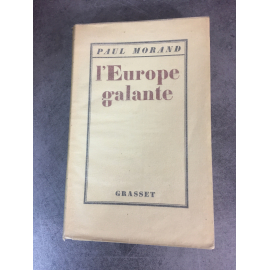 PAUL MORAND
l'Europe
galante
GRASSET